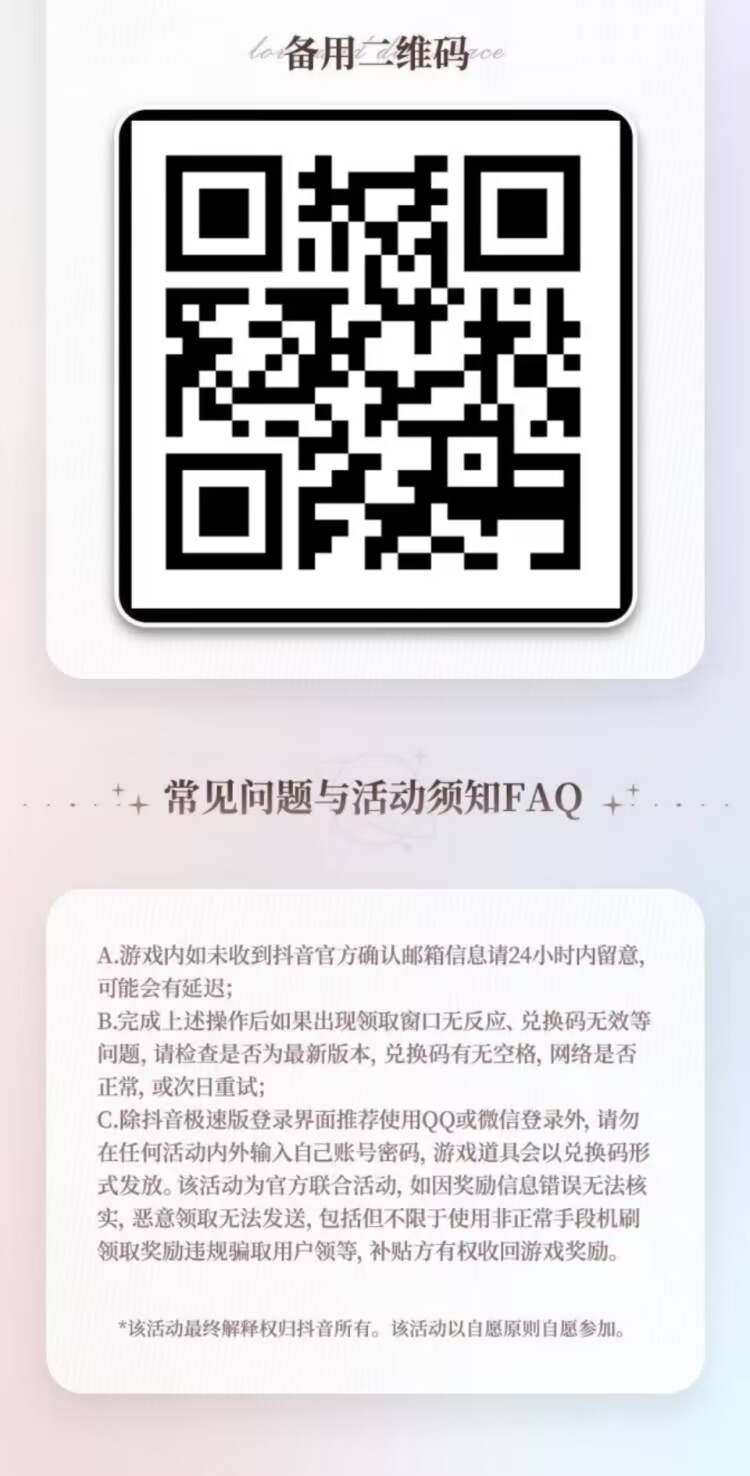 备用二维码
常见问题与活动须知FAQ
A.游戏内如未收到抖音官方确认邮箱信息请24小时内留意,
可能会有延迟;
B.完成上述操作后如果出现领取窗口无反应、兑换码无效等
问题, 请检查是否为最新版本, 兑换码有无空格, 网络是否
正常, 或次日重试;
C.除抖音极速版登录界面推荐使用QQ或微信登录外, 请勿
在任何活动内外输入自己账号密码, 游戏道具会以兑换码形
式发放。该活动为官方联合活动, 如因奖励信息错误无法核
实, 恶意领取无法发送, 包括但不限于使用非正常手段机刷
领取奖励违规骗取用户领等, 补贴方有权收回游戏奖励。
*该活动最终解释权归抖音所有。该活动以自愿原则自愿参加。